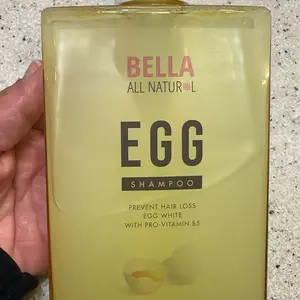 BELLA
ALL NATURAL
EGG
SHAMPOO
PREVENT HAIR LOSS
EGG WHITE
WITH PRO-VITAMIN B5